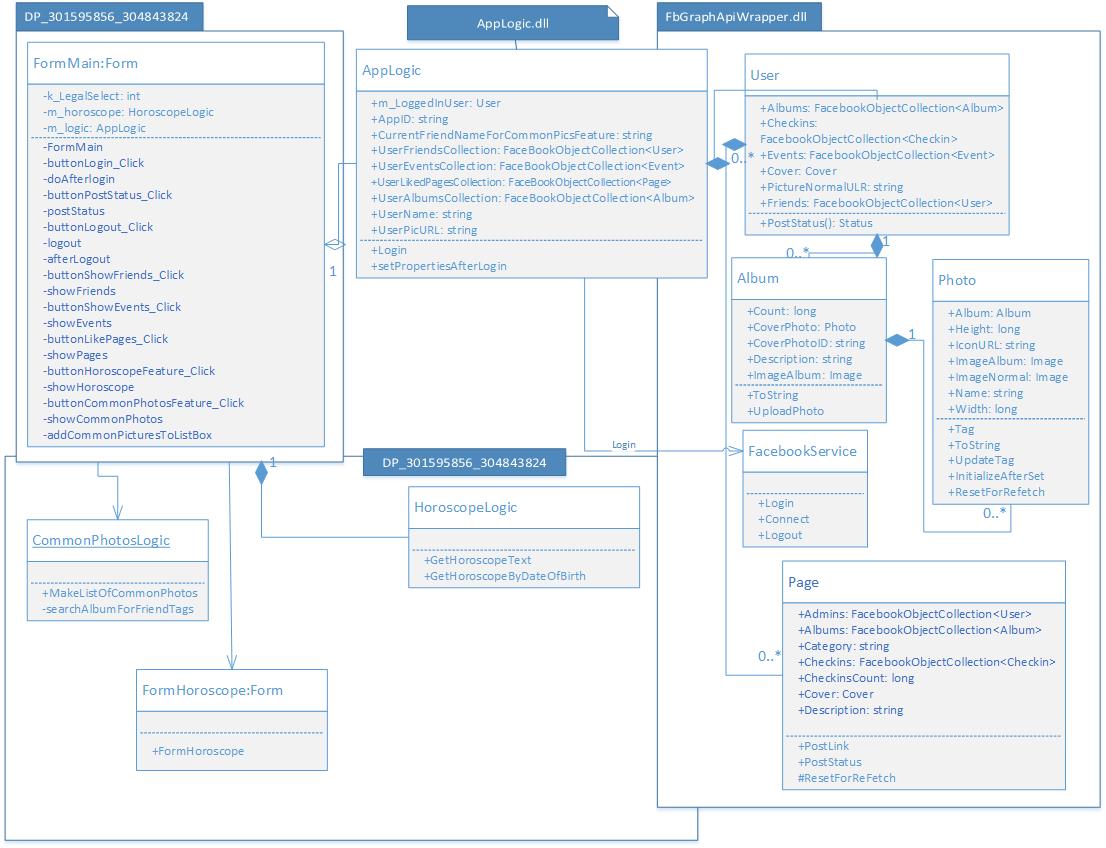 DP_301595856_304843824
FormMain:Form
-k_LegalSelect: int
-m_horoscope: HoroscopeLogic
-m_logic: AppLogic
-FormMain
-buttonLogin_Click
-doAfterlogin
-buttonPostStatus_Click
-postStatus
-buttonLogout_Click
-logout
-afterLogout
-buttonShowFriends_Click
-showFriends
-buttonShowEvents_Click
-showEvents
-buttonLikePages_Click
-showPages
-buttonHoroscopeFeature_Click
-showHoroscope
-buttonCommonPhotosFeature_Click
-showCommonPhotos
-addCommonPicturesToListBox
1
AppLogic.dll
AppLogic
+m_LoggedInUser: User
+AppID: string
+CurrentFriendNameForCommonPicsFeature: string
+UserFriendsCollection: FaceBookObjectCollection<User>
+UserEventsCollection: FaceBookObjectCollection<Event>
+UserLikedPagesCollection: FaceBookObjectCollection<Page>
+UserAlbumsCollection: FaceBookObjectCollection<Album>
+UserName: string
+UserPicURL: string
+Login
+setPropertiesAfterLogin
FbGraphApiWrapper.dll
User
+Albums: FacebookObjectCollection<Album>
+Checkins:
FacebookObjectCollection<Checkin>
+Events: FacebookObjectCollection<Event>
+Cover: Cover
+PictureNormalULR: string
+Friends: FacebookObjectCollection<User>
+PostStatus(): Status
0..*
1
0..*
Album
+Count: long
+CoverPhoto: Photo
+CoverPhotoID: string
+Description: string
+ImageAlbum: Image
+ToString
+UploadPhoto
1
Photo
+Album: Album
+Height: long
+IconURL: string
+ImageAlbum: Image
+ImageNormal: Image
+Name: string
+Width: long
+Tag
+ToString
+UpdateTag
+InitializeAfterSet
+ResetForRefetch
0..*
Login
FacebookService
+Login
+Connect
+Logout
Page
+Admins: FacebookObjectCollection<User>
+Albums: FacebookObjectCollection<Album>
+Category: string
+Checkins: FacebookObjectCollection<Checkin>
+CheckinsCount: long
+Cover: Cover
+Description: string
+PostLink
+PostStatus
#ResetForReFetch
0..*
DP_301595856_304843824
1
HoroscopeLogic
+GetHoroscopeText
+GetHoroscopeByDateOfBirth
CommonPhotosLogic
+MakeListOfCommonPhotos
-searchAlbumForFriendTags
FormHoroscope:Form
+FormHoroscope